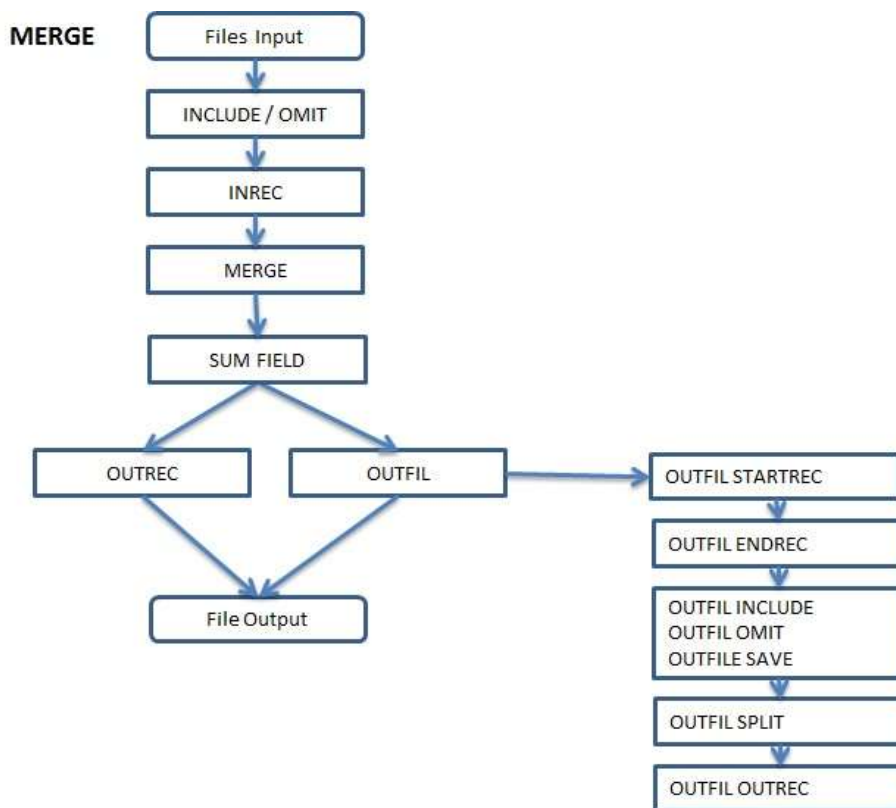 MERGE
Files Input
INCLUDE / OMIT
INREC
MERGE
SUM FIELD
OUTREC
OUTFIL
File Output
OUTFIL STARTREC
OUTFIL ENDREC
OUTFIL INCLUDE
OUTFIL OMIT
OUTFILE SAVE
OUTFIL SPLIT
OUTFIL OUTREC